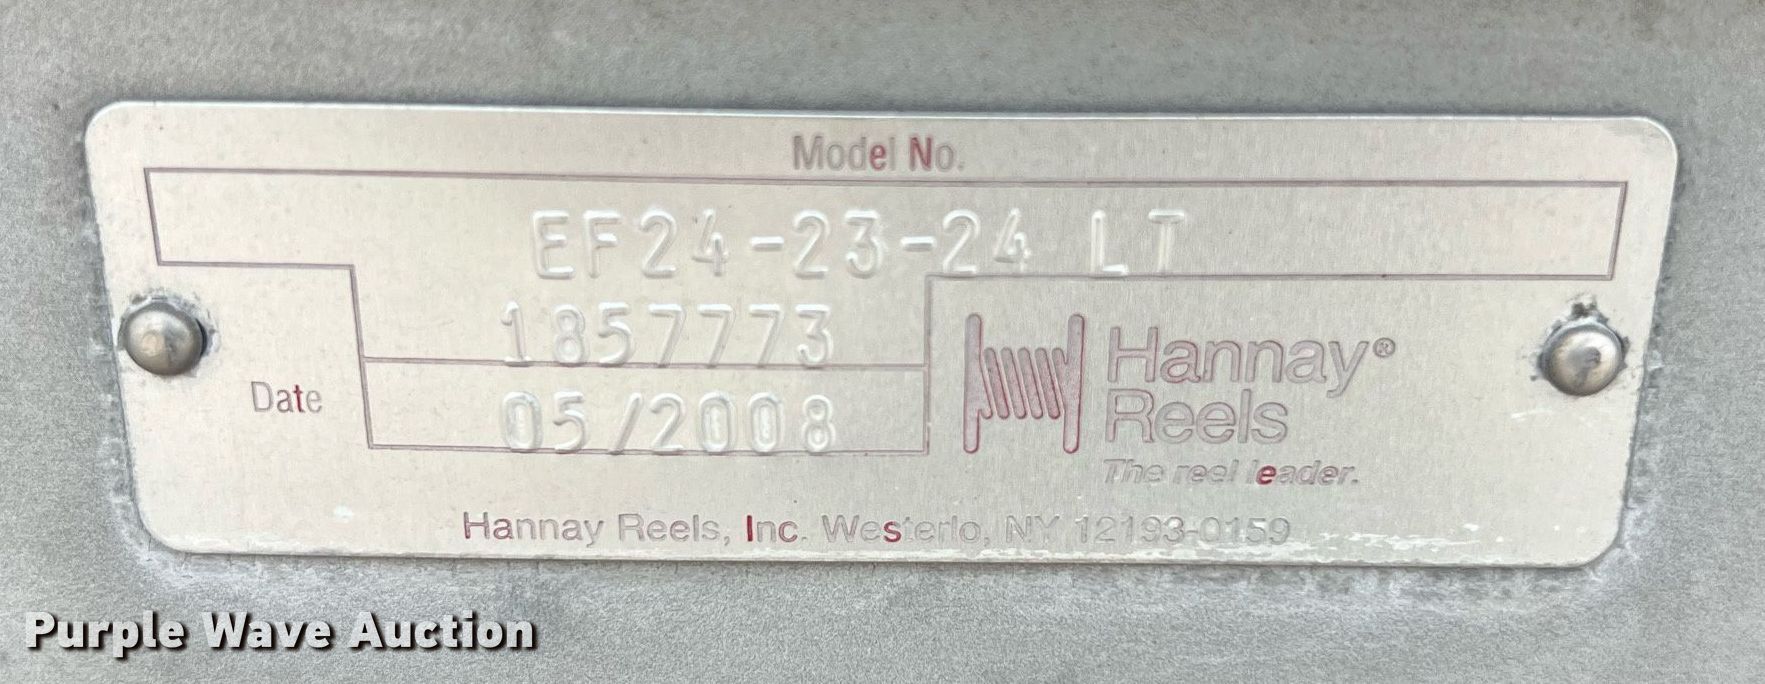 Model No.
EF24-23-24 LT
1857773
Date 05/2008
Hannay®
Reels
The reel leader.
Hannay Reels, Inc. Westerlo, NY 12193-0159
Purple Wave Auction